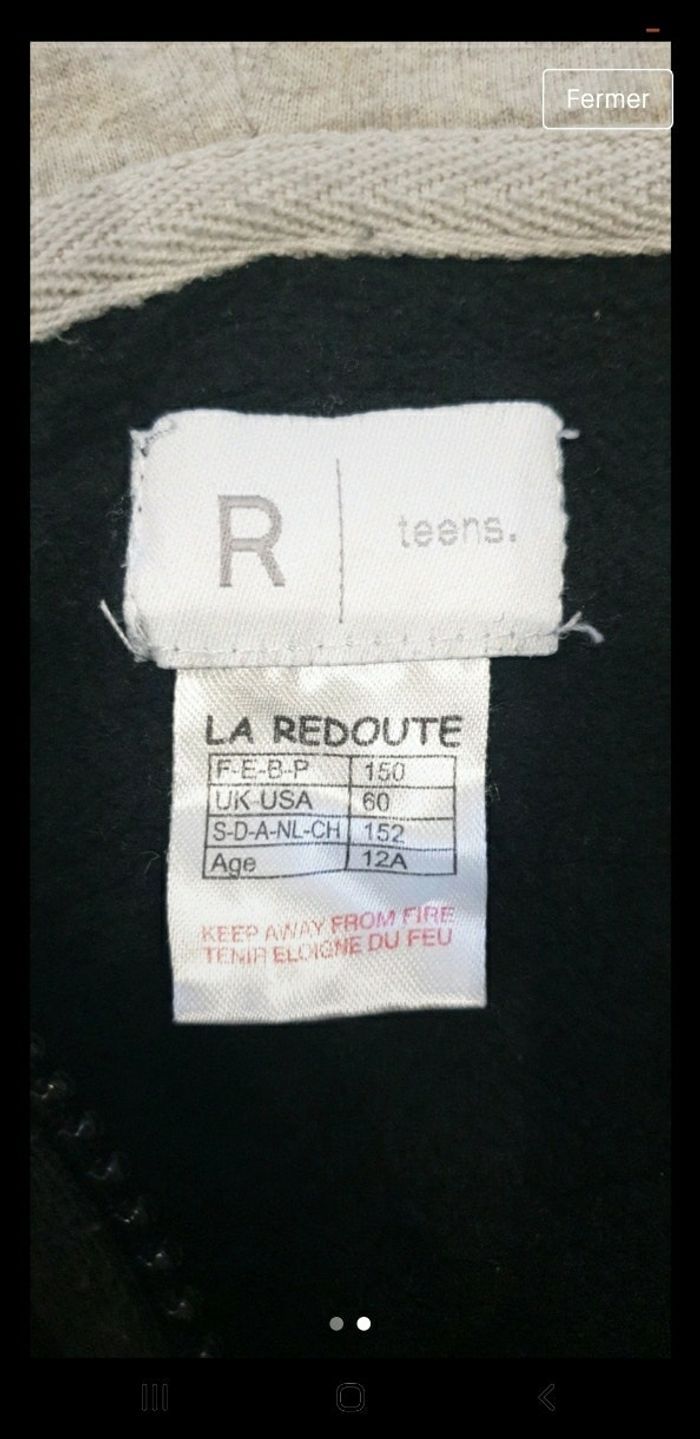 Fermer
R
teens.
LA REDOUTE
F-E-B-P 150
UK USA 60
S-D-A-NL-CH 152
Age 12A
KEEP AWAY FROM FIRE
TENIR ELOIGNE DU FEU